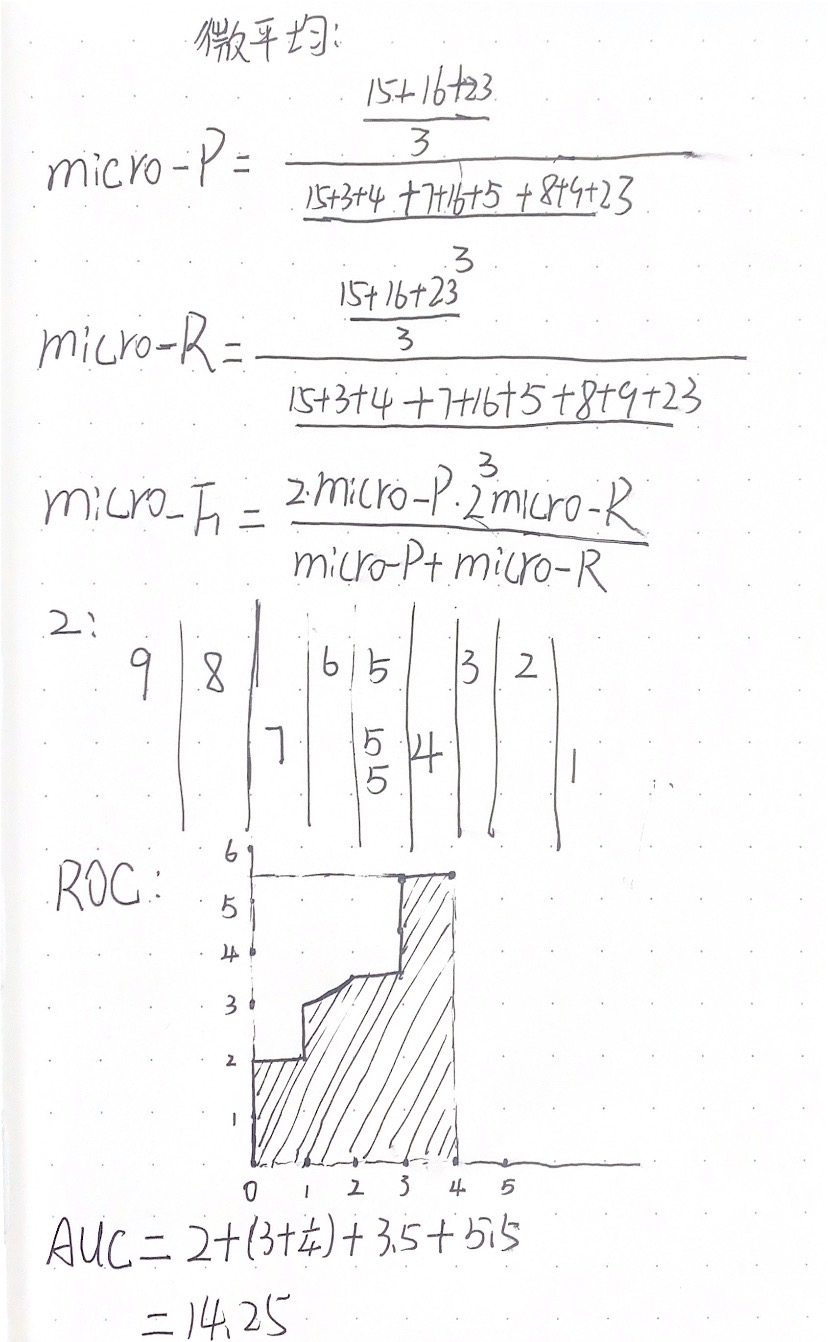 微平均:
15+16+23
3
micro-P=
15+3+4 +7+16+5 +8+9+23
3
15+16+23
3
micro-R=
15+3+4 +7+16+5+8+9+23
3
micro-F₁ = 2·micro-P·2micro-R
micro-P+micro-R
2:
9 8 6 5 3 2
7 5 4 1
5
ROC:
6
5
4
3
2
1
0 1 2 3 4 5
AUC = 2+(3+1/4)+3.5+5.5
=14.25